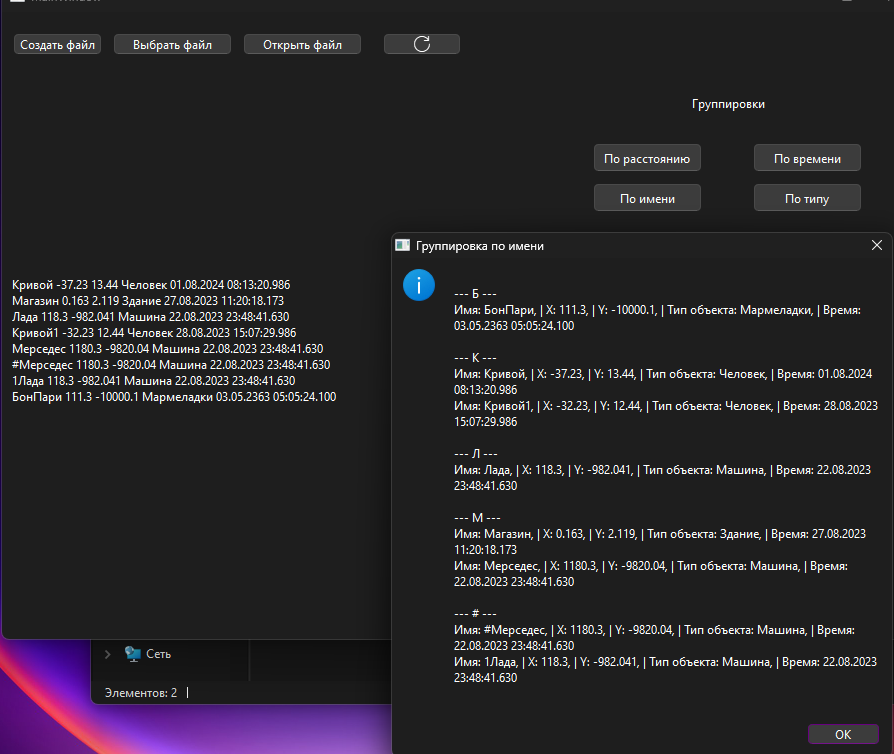 Создать файл
Выбрать файл
Открыть файл
Группировки
По расстоянию
По времени
По имени
По типу
Кривой -37.23 13.44 Человек 01.08.2024 08:13:20.986
Магазин 0.163 2.119 Здание 27.08.2023 11:20:18.173
Лада 118.3 -982.041 Машина 22.08.2023 23:48:41.630
Кривой1 -32.23 12.44 Человек 28.08.2023 15:07:29.986
Мерседес 1180.3 -9820.04 Машина 22.08.2023 23:48:41.630
#Мерседес 1180.3 -9820.04 Машина 22.08.2023 23:48:41.630
1Лада 118.3 -982.041 Машина 22.08.2023 23:48:41.630
БонПари 111.3 -10000.1 Мармеладки 03.05.2363 05:05:24.100
Группировка по имени
--- Б ---
Имя: БонПари, | X: 111.3, | Y: -10000.1, | Тип объекта: Мармеладки, | Время:
03.05.2363 05:05:24.100
--- К ---
Имя: Кривой, | X: -37.23, | Y: 13.44, | Тип объекта: Человек, | Время: 01.08.2024
08:13:20.986
Имя: Кривой1, | X: -32.23, | Y: 12.44, | Тип объекта: Человек, | Время: 28.08.2023
15:07:29.986
--- Л ---
Имя: Лада, | X: 118.3, | Y: -982.041, | Тип объекта: Машина, | Время: 22.08.2023
23:48:41.630
--- М ---
Имя: Магазин, | X: 0.163, | Y: 2.119, | Тип объекта: Здание, | Время: 27.08.2023
11:20:18.173
Имя: Мерседес, | X: 1180.3, | Y: -9820.04, | Тип объекта: Машина, | Время:
22.08.2023 23:48:41.630
--- # ---
Имя: #Мерседес, | X: 1180.3, | Y: -9820.04, | Тип объекта: Машина, | Время:
22.08.2023 23:48:41.630
Имя: 1Лада, | X: 118.3, | Y: -982.041, | Тип объекта: Машина, | Время: 22.08.2023
23:48:41.630
OK
Сеть
Элементов: 2 |